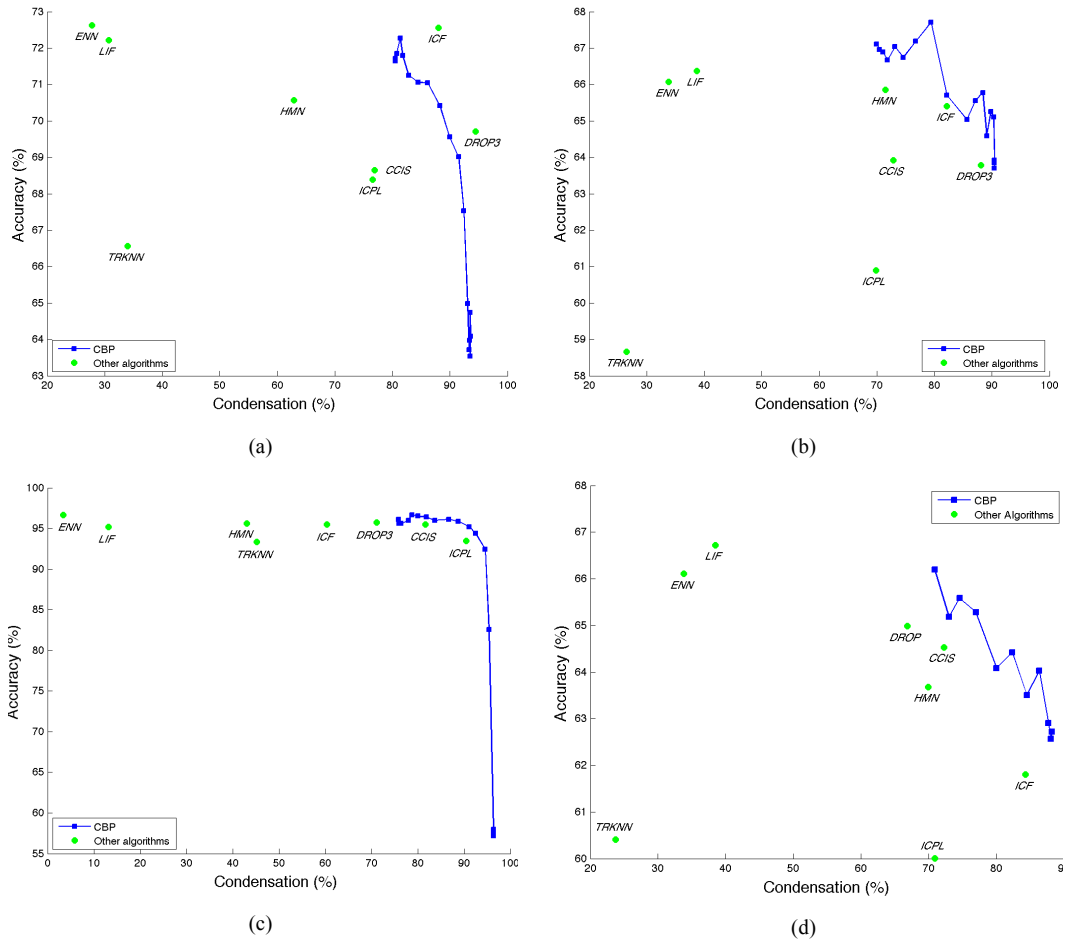 73
72
71
70
69
68
67
66
65
64
63
Accuracy (%)
ENN
LIF
ICF
HMN
DROP3
CCIS
ICPL
TRKNN
CBP
Other algorithms
20 30 40 50 60 70 80 90 100
Condensation (%)
(a)
68
67
66
65
64
63
62
61
60
59
58
Accuracy (%)
LIF
ENN
HMN
ICF
CCIS
DROP3
ICPL
TRKNN
CBP
Other algorithms
20 30 40 50 60 70 80 90 100
Condensation (%)
(b)
100
95
90
85
80
75
70
65
60
55
Accuracy (%)
ENN
LIF
HMN
TRKNN
ICF
DROP3
CCIS
ICPL
CBP
Other algorithms
0 10 20 30 40 50 60 70 80 90 100
Condensation (%)
(c)
68
67
66
65
64
63
62
61
60
Accuracy (%)
CBP
Other Algorithms
LIF
ENN
DROP
CCIS
HMN
ICF
TRKNN
ICPL
20 30 40 50 60 70 80 9
Condensation (%)
(d)